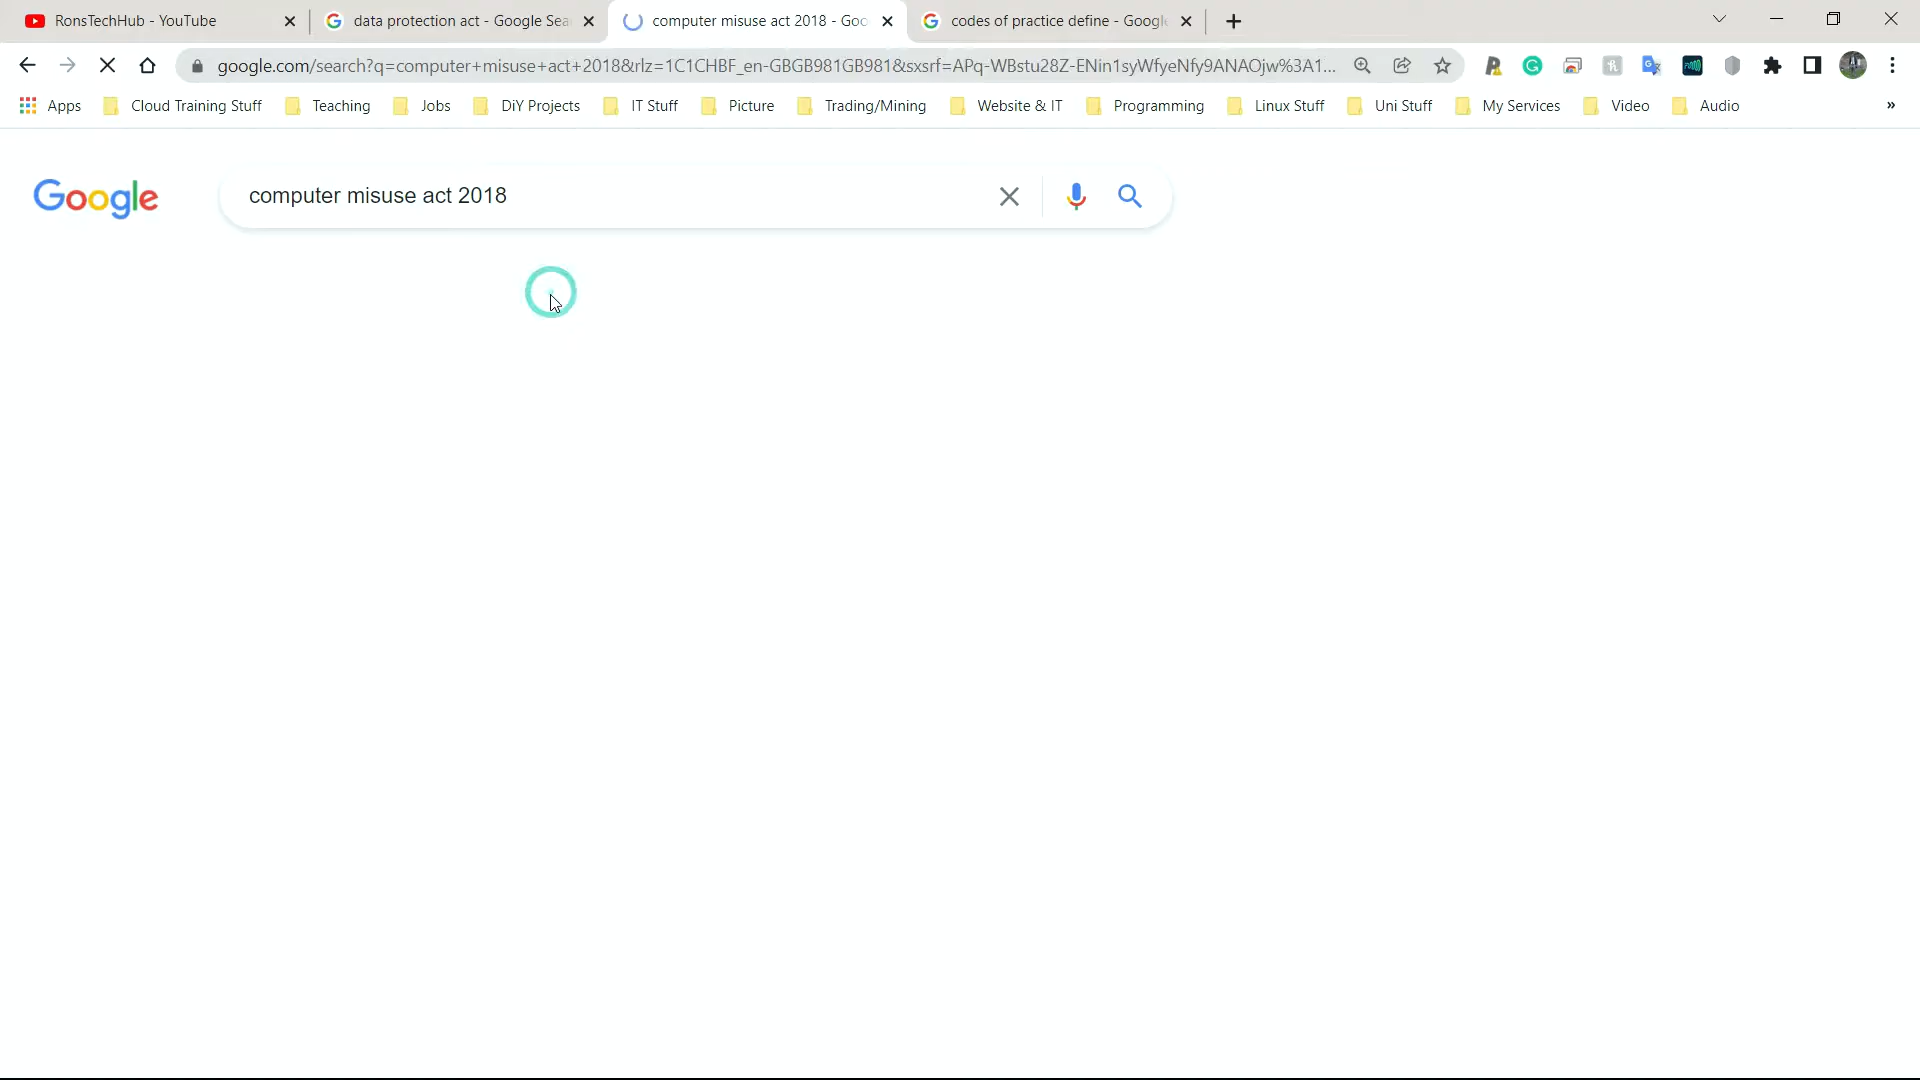 RonsTechHub - YouTube
data protection act - Google Sea
computer misuse act 2018 - Goo
codes of practice define - Google
google.com/search?q=computer+misuse+act+2018&rlz=1C1CHBF_en-GBGB981GB981&sxsrf=APq-WBstu28Z-ENin1syWfyeNfy9ANAOjw%3A1...
Apps
Cloud Training Stuff
Teaching
Jobs
DiY Projects
IT Stuff
Picture
Trading/Mining
Website & IT
Programming
Linux Stuff
Uni Stuff
My Services
Video
Audio
»
Google
computer misuse act 2018